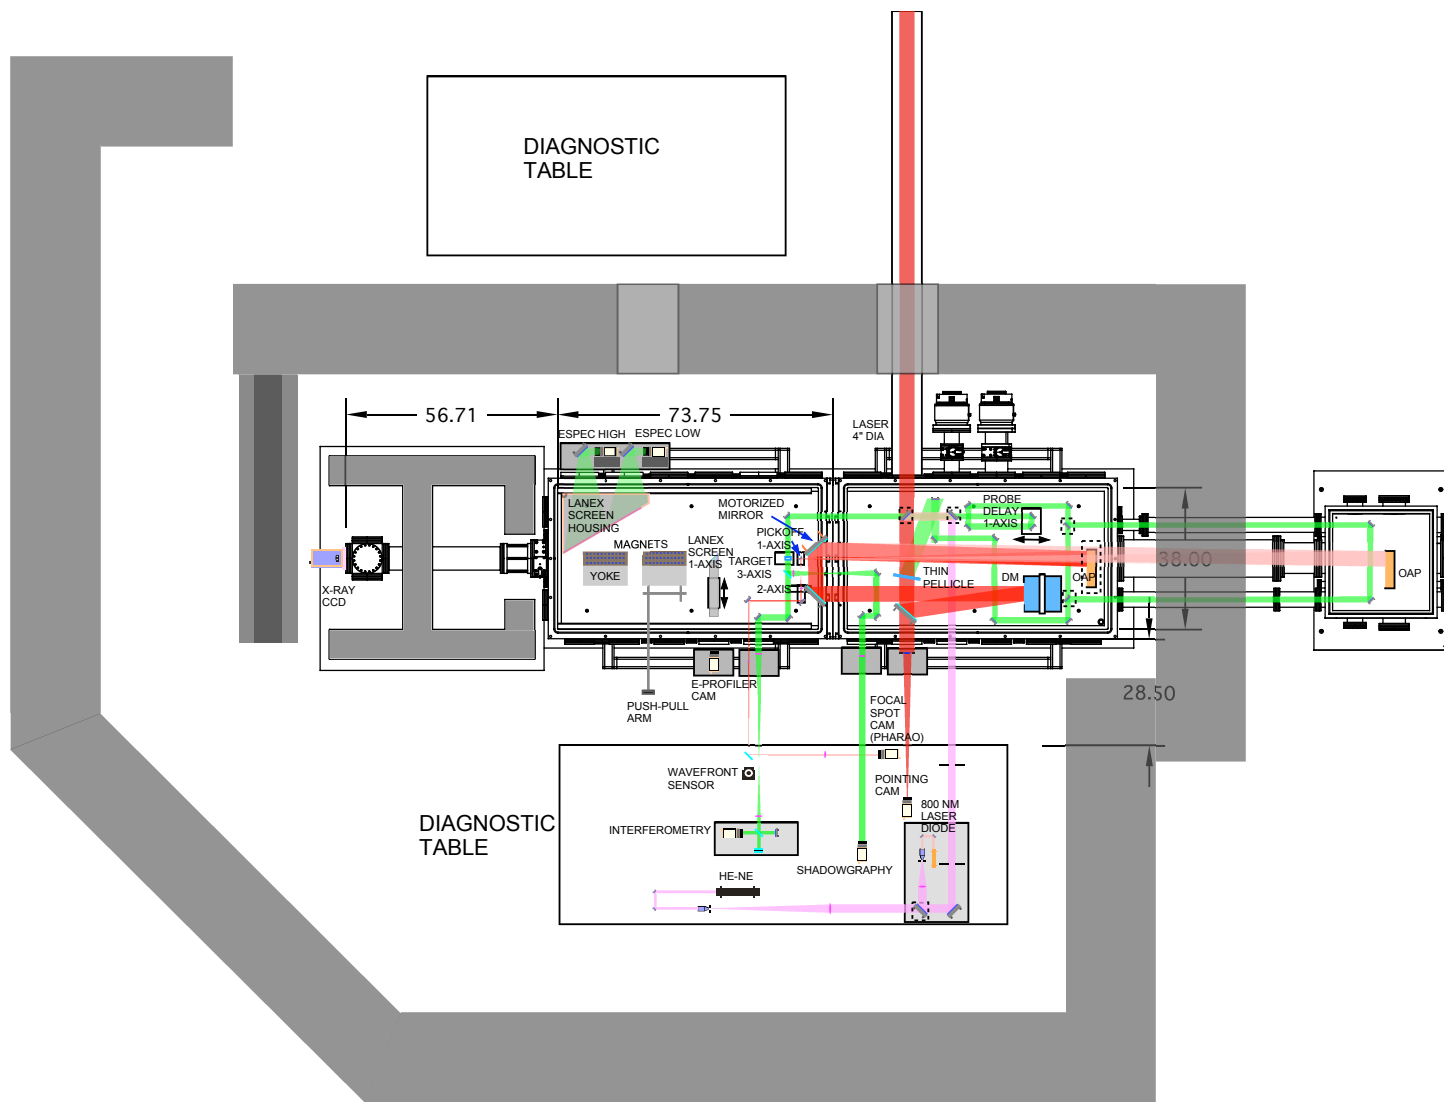 DIAGNOSTIC
TABLE
56.71
73.75
LASER
4" DIA
ESPEC HIGH
ESPEC LOW
LANEX
SCREEN
HOUSING
MOTORIZED
MIRROR
PICKOFF
1-AXIS
PROBE
DELAY
1-AXIS
MAGNETS
LANEX
SCREEN
1-AXIS
TARGET
3-AXIS
2-AXIS
YOKE
THIN
PELLICLE
DM
OAP
38.00
OAP
X-RAY
CCD
E-PROFILER
CAM
PUSH-PULL
ARM
28.50
FOCAL
SPOT
CAM
(PHARAO)
WAVEFRONT
SENSOR
POINTING
CAM
800 NM
LASER
DIODE
DIAGNOSTIC
TABLE
INTERFEROMETRY
SHADOWGRAPHY
HE-NE